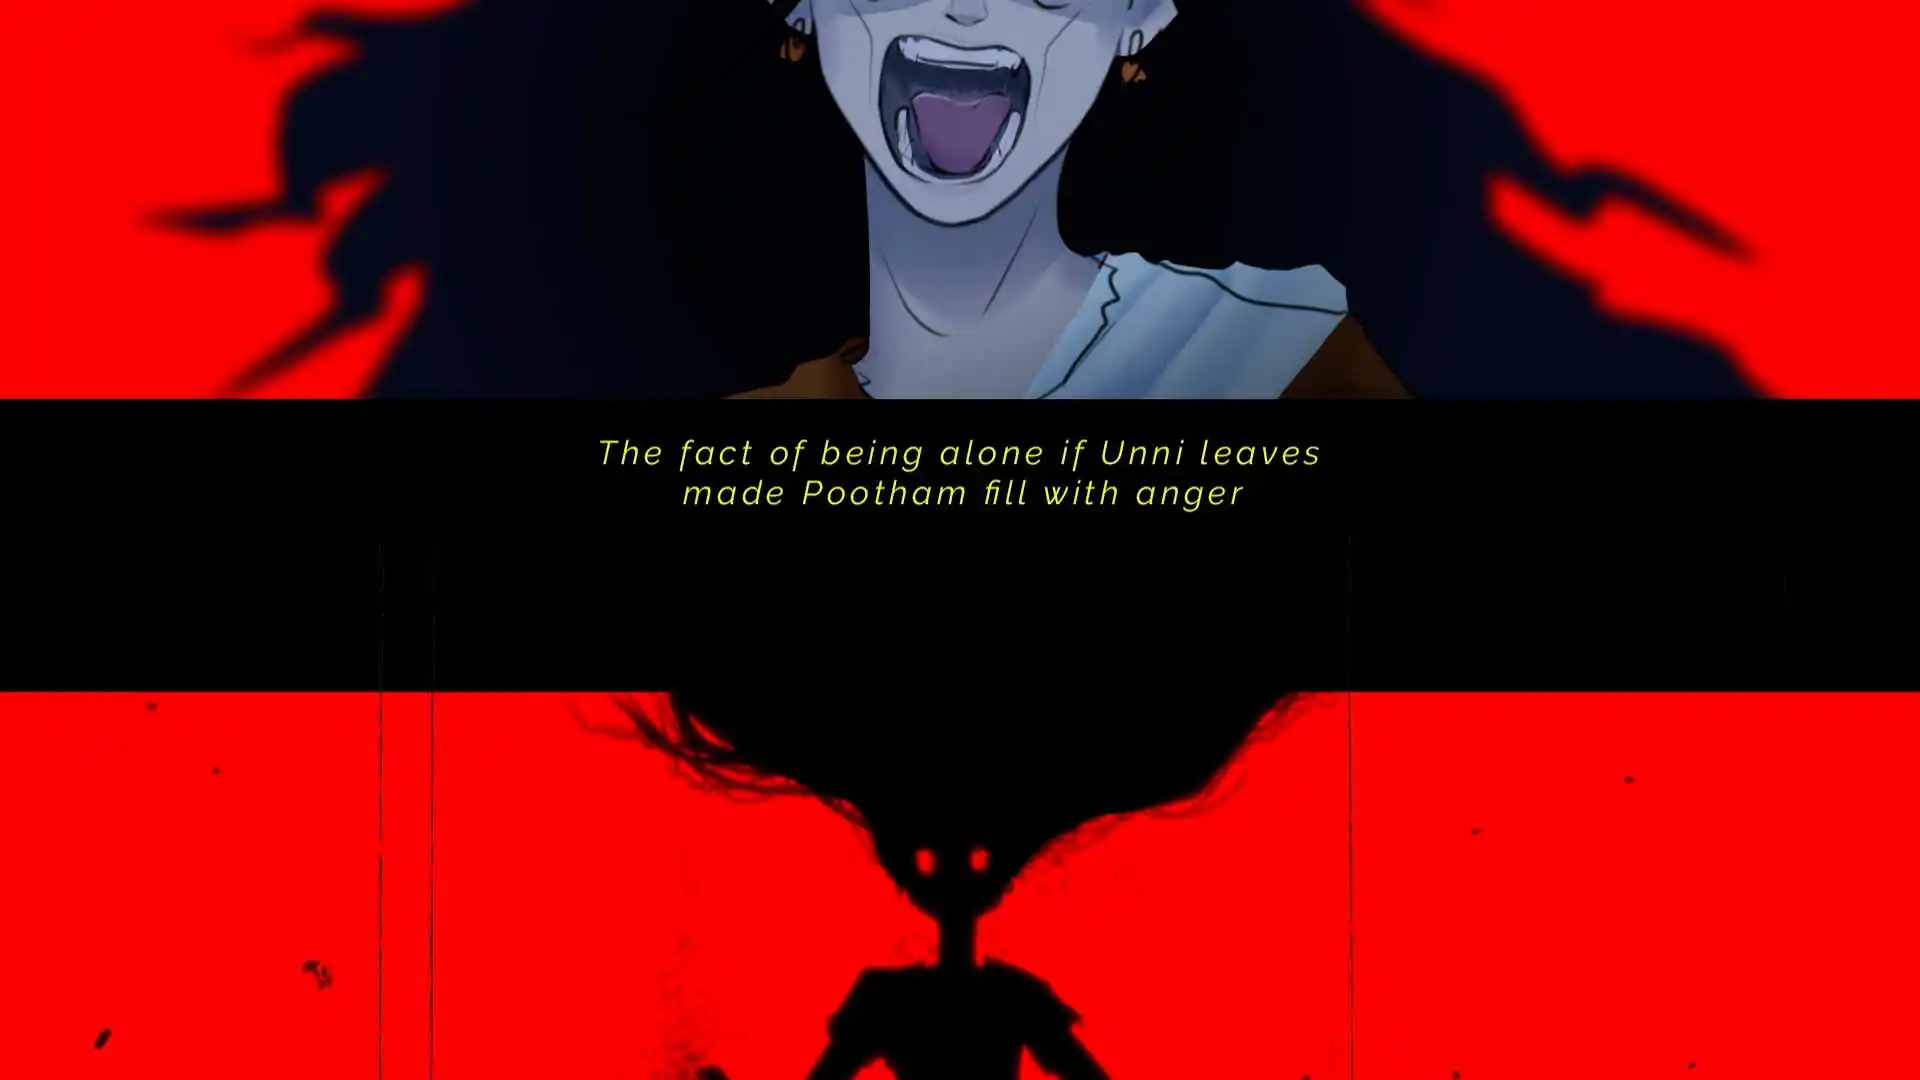 The fact of being alone if Unni leaves
made Pootham fill with anger